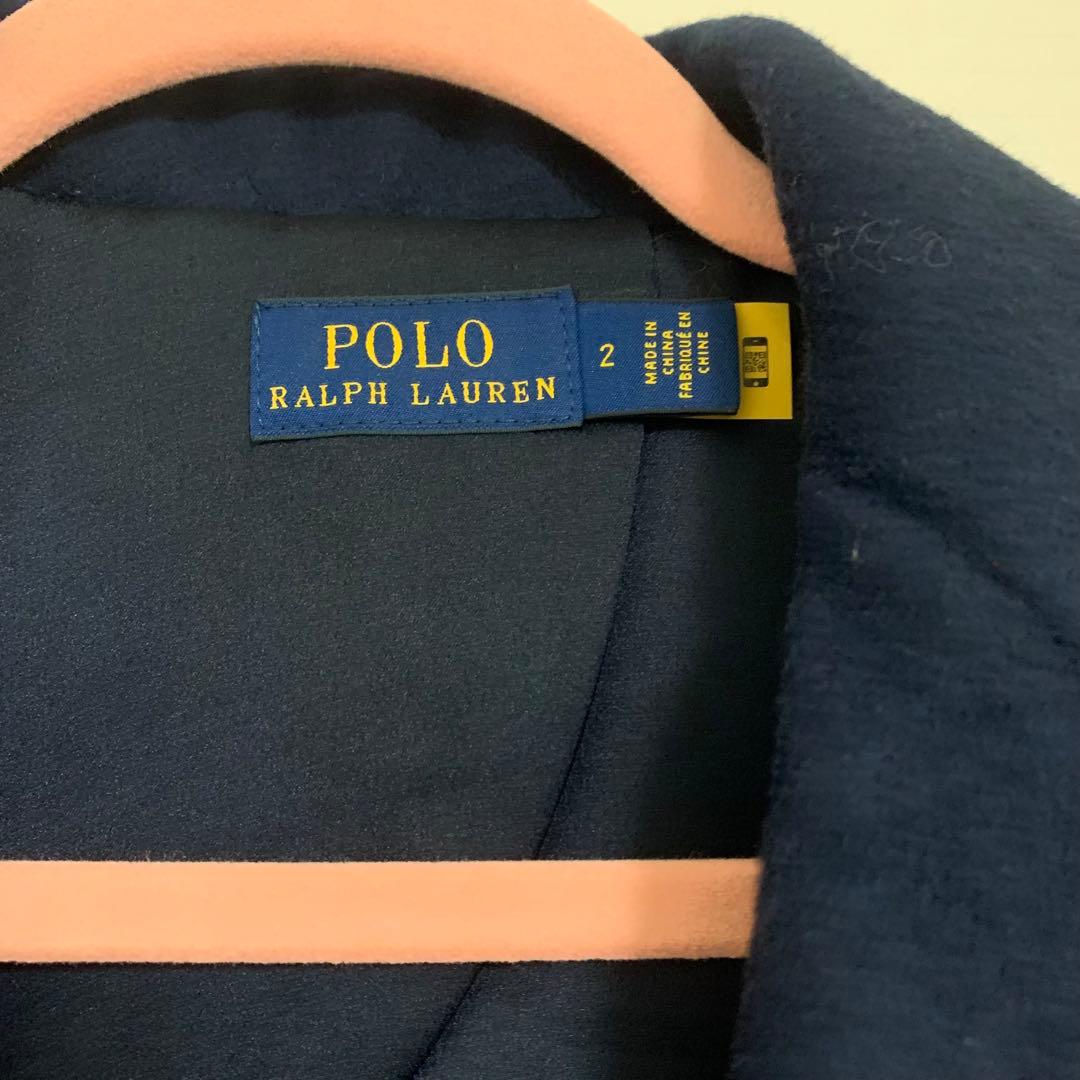 POLO
RALPH LAUREN
2
MADE IN
CHINA
FABRIQUÉ EN
CHINE